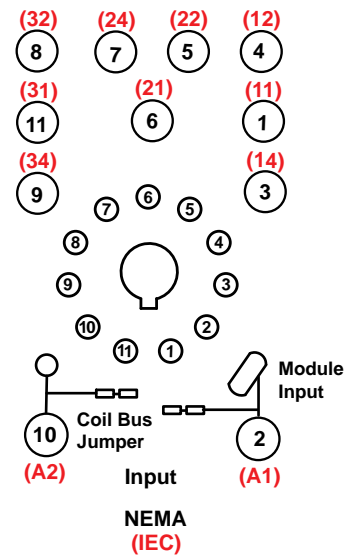 (32) (24) (22) (12)
8 7 5 4
(31) (21) (11)
11 6 1
(34) (14)
9 3
6
7 5
8 4
9 3
10 2
11 1
Module
Input
Coil Bus
Jumper
10 2
(A2) Input (A1)
NEMA
(IEC)